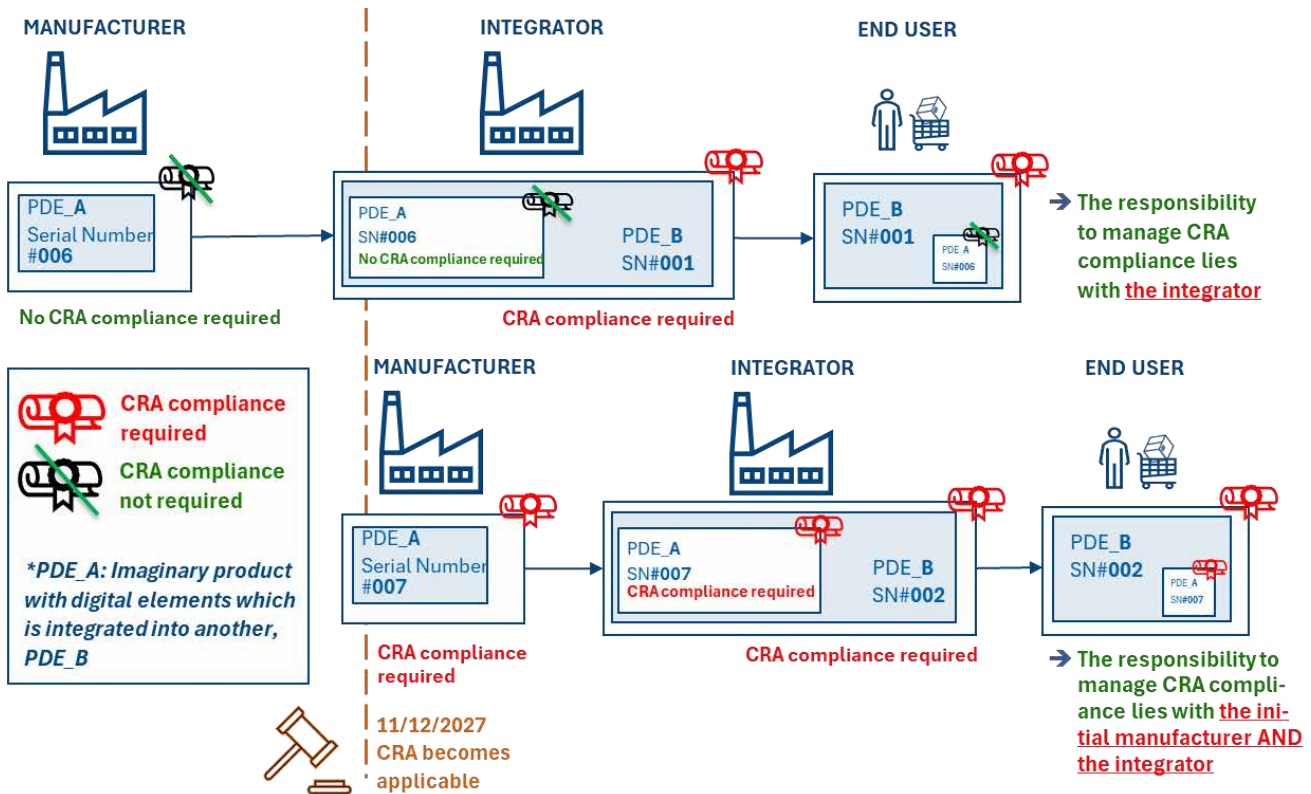 MANUFACTURER
INTEGRATOR
END USER
PDE_A
Serial Number
#006
No CRA compliance required
PDE_A
SN#006
No CRA compliance required
PDE_B
SN#001
CRA compliance required
PDE_B
SN#001
PDE_A
SN#006
➔ The responsibility
to manage CRA
compliance lies
with the integrator
CRA compliance
required
CRA compliance
not required
*PDE_A: Imaginary product
with digital elements which
is integrated into another,
PDE_B
MANUFACTURER
INTEGRATOR
END USER
PDE_A
Serial Number
#007
CRA compliance
required
PDE_A
SN#007
CRA compliance required
PDE_B
SN#002
CRA compliance required
PDE_B
SN#002
PDE_A
SN#007
➔ The responsibility to
manage CRA compli-
ance lies with the ini-
tial manufacturer AND
the integrator
11/12/2027
CRA becomes
applicable